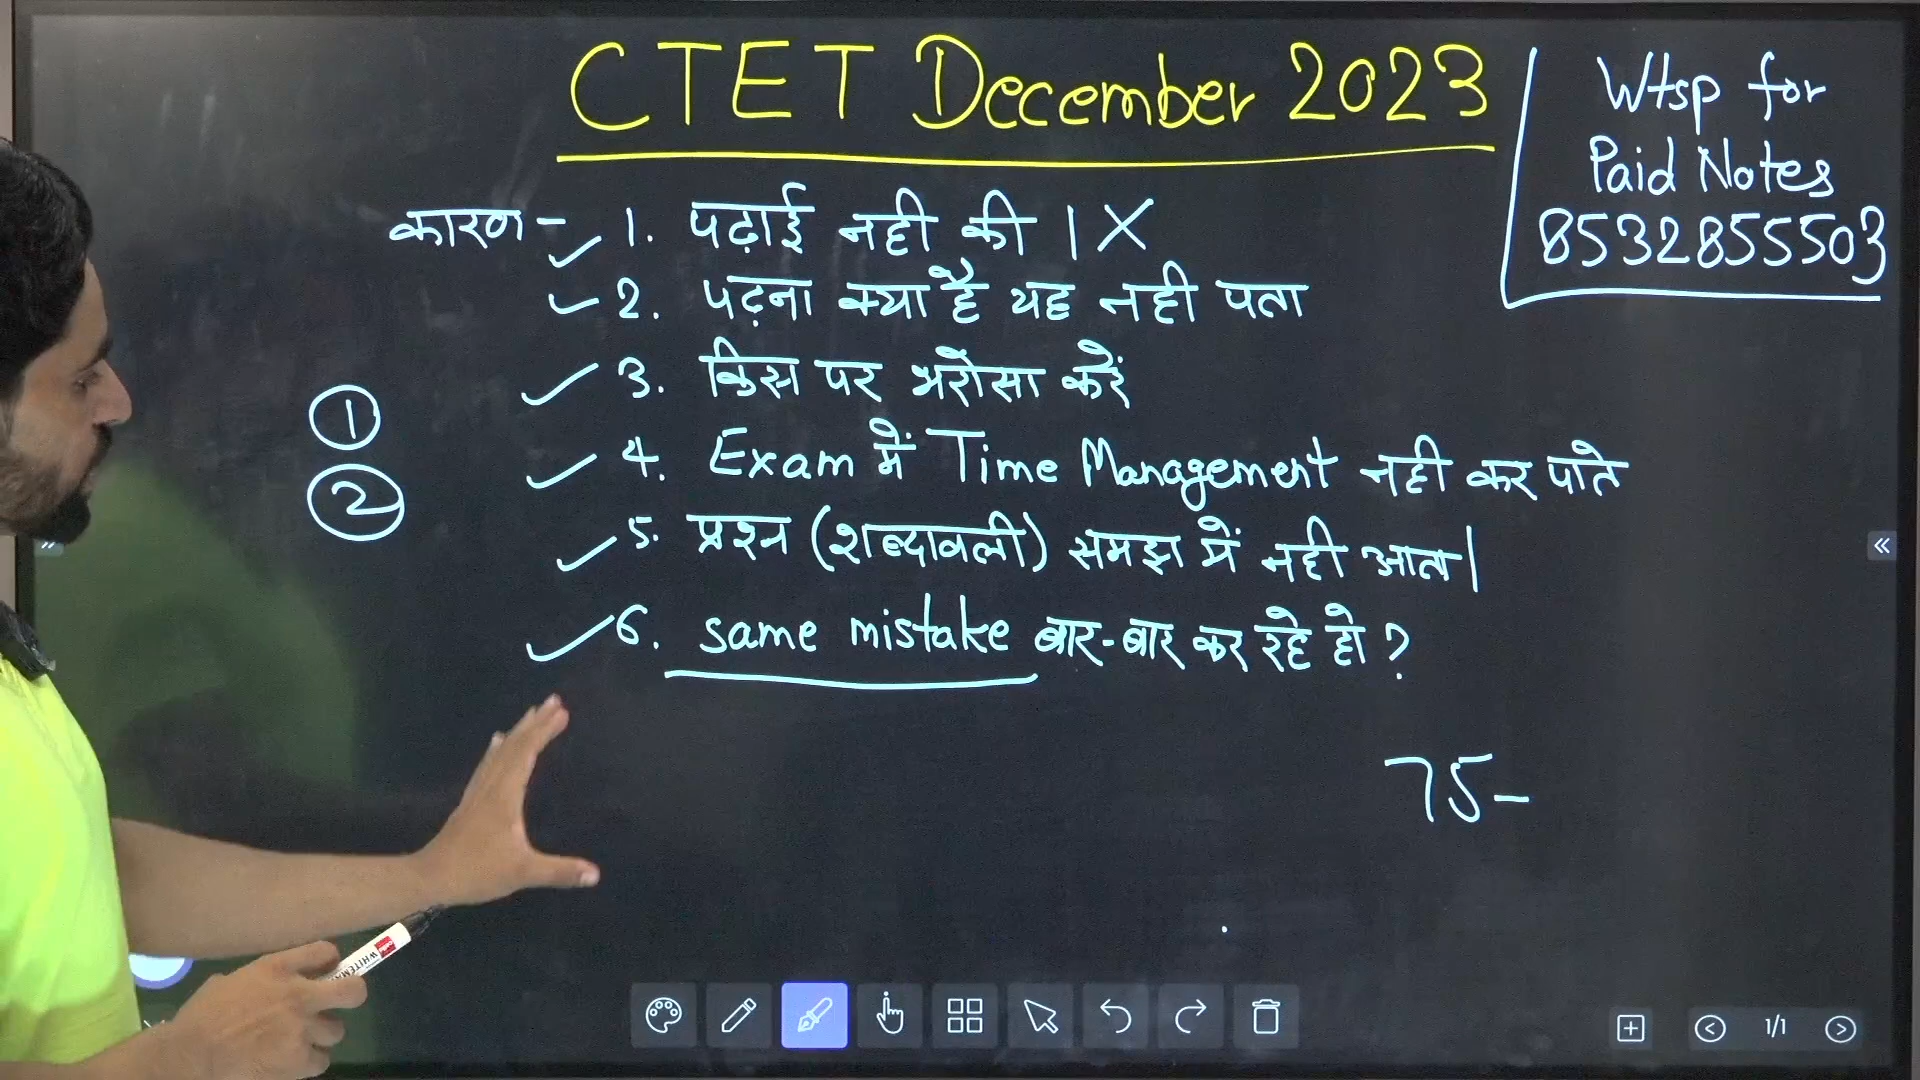 CTET December 2023
Wtsp for
Paid Notes
8532855503
कारण - 1. पढ़ाई नही की । X
2. पढ़ना क्या है यह नही पता
3. किस पर भरोसा करें
4. Exam में Time Management नही कर पाते
5. प्रश्न (शब्दावली) समझ में नही आता।
6. same mistake बार-बार कर रहे हो ?
1
2
75-
WHITEMA
1/1